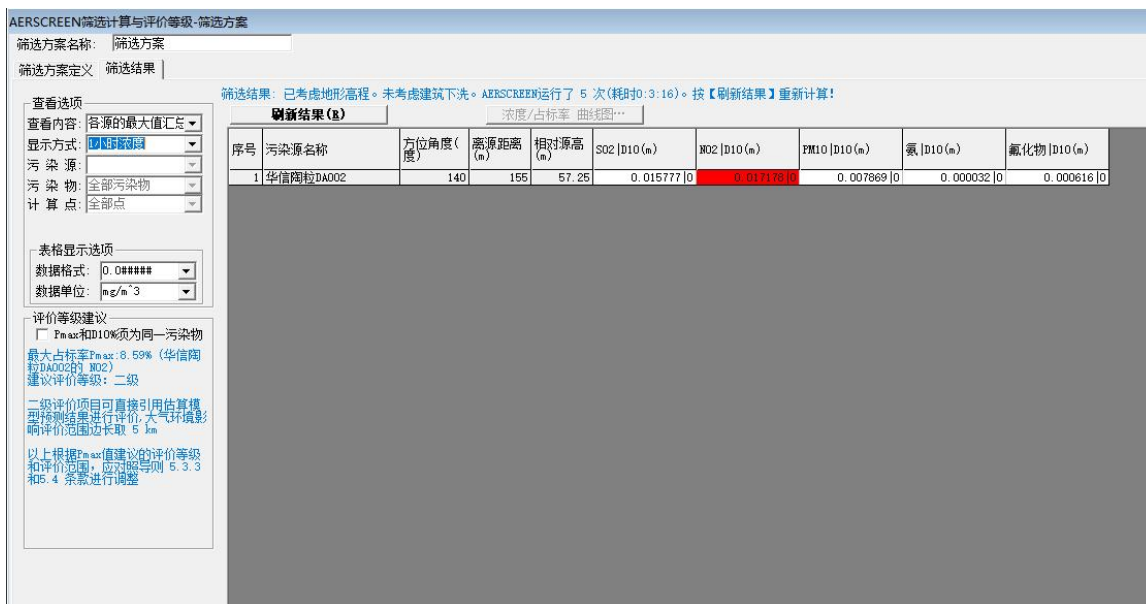 AERSCREEN筛选计算与评价等级-筛选方案
筛选方案名称: 筛选方案
筛选方案定义 筛选结果
筛选结果: 已考虑地形高程。未考虑建筑下洗。AERSCREEN运行了 5 次(耗时0:3:16)。按【刷新结果】重新计算!
查看选项
查看内容: 各源的最大值汇总
显示方式: 1小时浓度
污 染 源:
污 染 物: 全部污染物
计 算 点: 全部点
刷新结果(R) 浓度/占标率 曲线图…
序号 污染源名称 方位角度(度) 离源距离(m) 相对源高(m) SO2|D10(m) NO2|D10(m) PM10|D10(m) 氨|D10(m) 氟化物|D10(m)
1 华信陶粒DA002 140 155 57.25 0.015777|0 0.017178|0 0.007869|0 0.000032|0 0.000616|0
表格显示选项
数据格式: 0.0#####
数据单位: mg/m^3
评价等级建议
Pmax和D10%须为同一污染物
最大占标率Pmax:8.59% (华信陶
粒DA002的 NO2)
建议评价等级: 二级
二级评价项目可直接引用估算模
型预测结果进行评价,大气环境影
响评价范围边长取 5 km
以上根据Pmax值建议的评价等级
和评价范围, 应对照导则 5.3.3
和5.4 条款进行调整